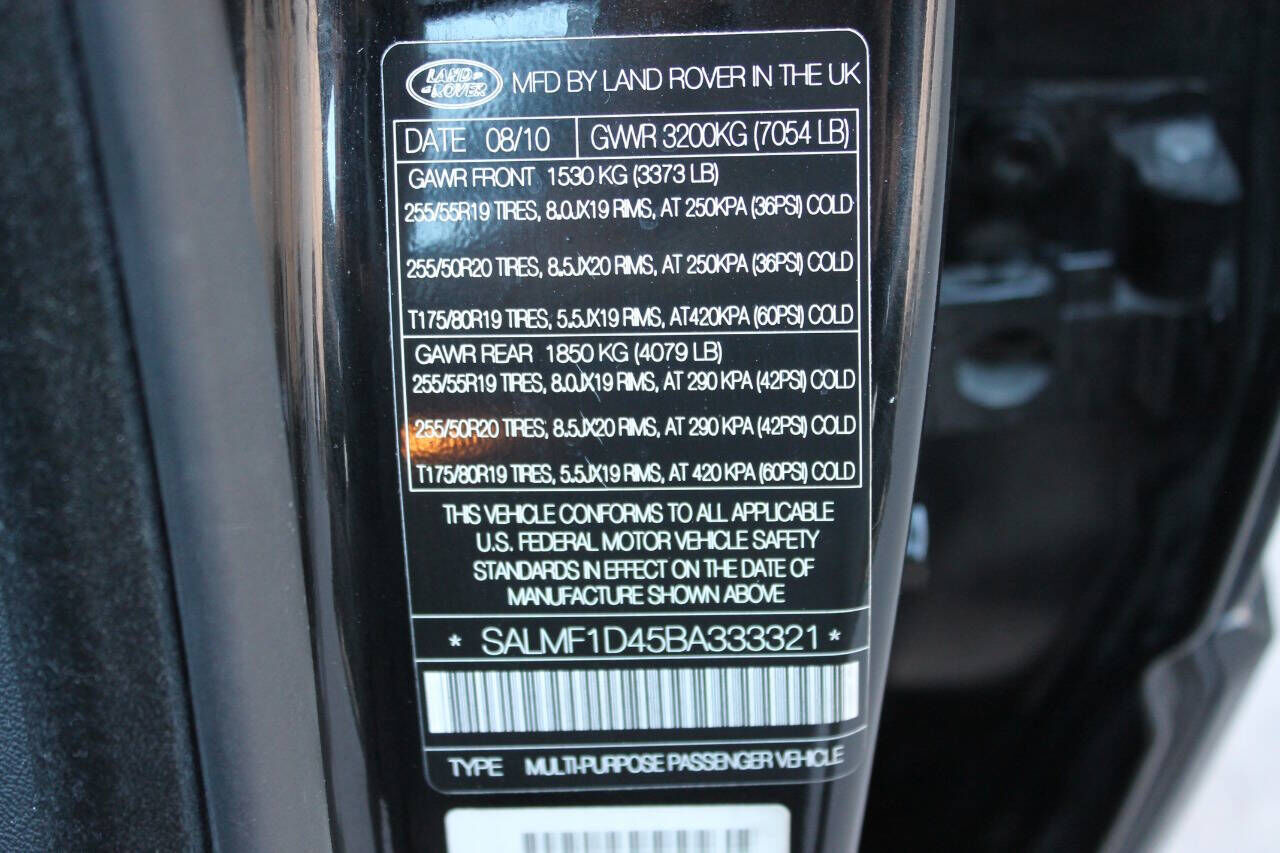 LAND ROVER MFD BY LAND ROVER IN THE UK
DATE 08/10 GVWR 3200KG (7054 LB)
GAWR FRONT 1530 KG (3373 LB)
255/55R19 TIRES, 8.0JX19 RIMS, AT 250KPA (36PSI) COLD
255/50R20 TIRES, 8.5JX20 RIMS, AT 250KPA (36PSI) COLD
T175/80R19 TIRES, 5.5JX19 RIMS, AT420KPA (60PSI) COLD
GAWR REAR 1850 KG (4079 LB)
255/55R19 TIRES, 8.0JX19 RIMS, AT 290 KPA (42PSI) COLD
255/50R20 TIRES, 8.5JX20 RIMS, AT 290 KPA (42PSI) COLD
T175/80R19 TIRES, 5.5JX19 RIMS, AT 420 KPA (60PSI) COLD
THIS VEHICLE CONFORMS TO ALL APPLICABLE
U.S. FEDERAL MOTOR VEHICLE SAFETY
STANDARDS IN EFFECT ON THE DATE OF
MANUFACTURE SHOWN ABOVE
* SALMF1D45BA333321 *
TYPE MULTI-PURPOSE PASSENGER VEHICLE